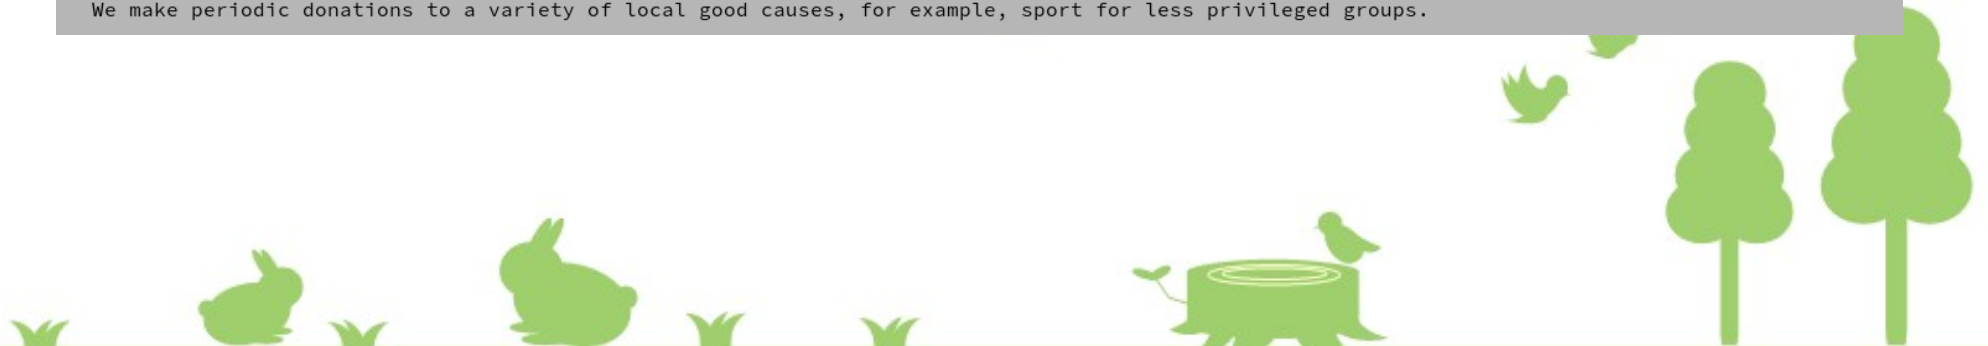 We make periodic donations to a variety of local good causes, for example, sport for less privileged groups.